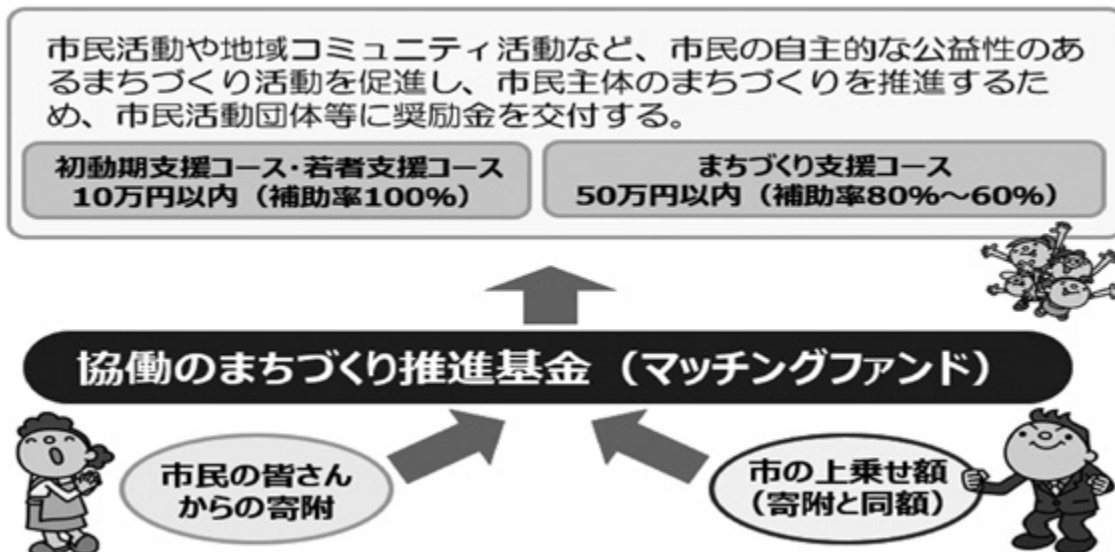 市民活動や地域コミュニティ活動など、市民の自主的な公益性のあ
るまちづくり活動を促進し、市民主体のまちづくりを推進するた
め、市民活動団体等に奨励金を交付する。
初動期支援コース・若者支援コース
10万円以内（補助率100%）
まちづくり支援コース
50万円以内（補助率80%～60%）
協働のまちづくり推進基金（マッチングファンド）
市民の皆さん
からの寄附
市の上乗せ額
（寄附と同額）